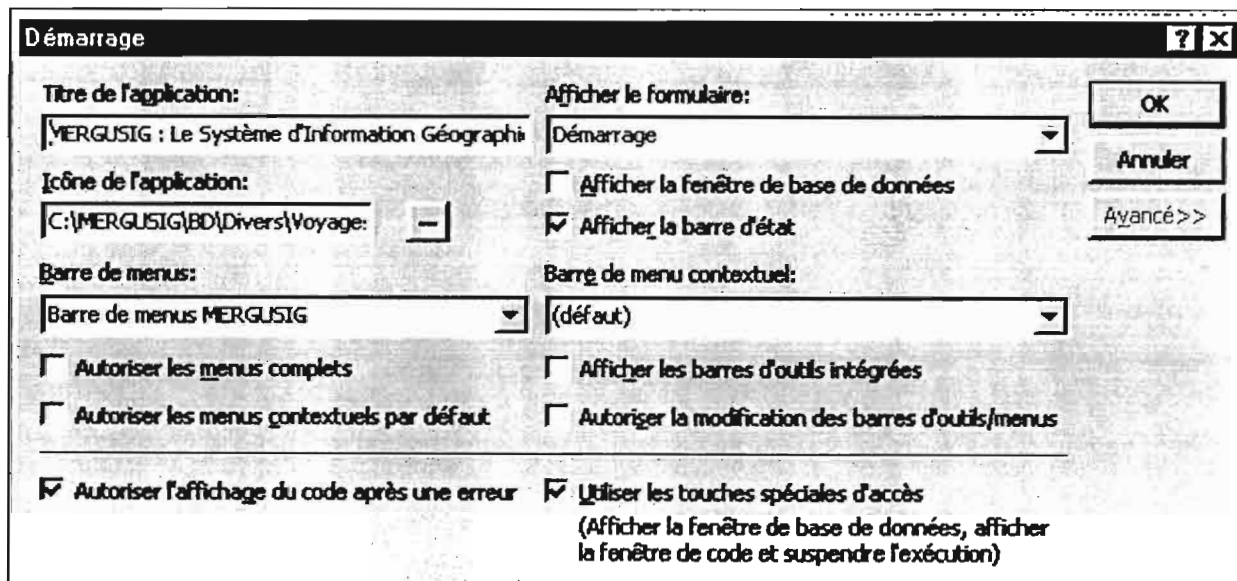 Démarrage
Titre de l'application:
MERGUSIG : Le Système d'Information Géographi
Icône de l'application:
C:\MERGUSIG\BD\Divers\Voyage:
Barre de menus:
Barre de menus MERGUSIG
Autoriser les menus complets
Autoriser les menus contextuels par défaut
Afficher le formulaire:
Démarrage
Afficher la fenêtre de base de données
Afficher la barre d'état
Barre de menu contextuel:
(défaut)
Afficher les barres d'outils intégrées
Autoriser la modification des barres d'outils/menus
OK
Annuler
Avancé>>
Autoriser l'affichage du code après une erreur
Utiliser les touches spéciales d'accès
(Afficher la fenêtre de base de données, afficher
la fenêtre de code et suspendre l'exécution)